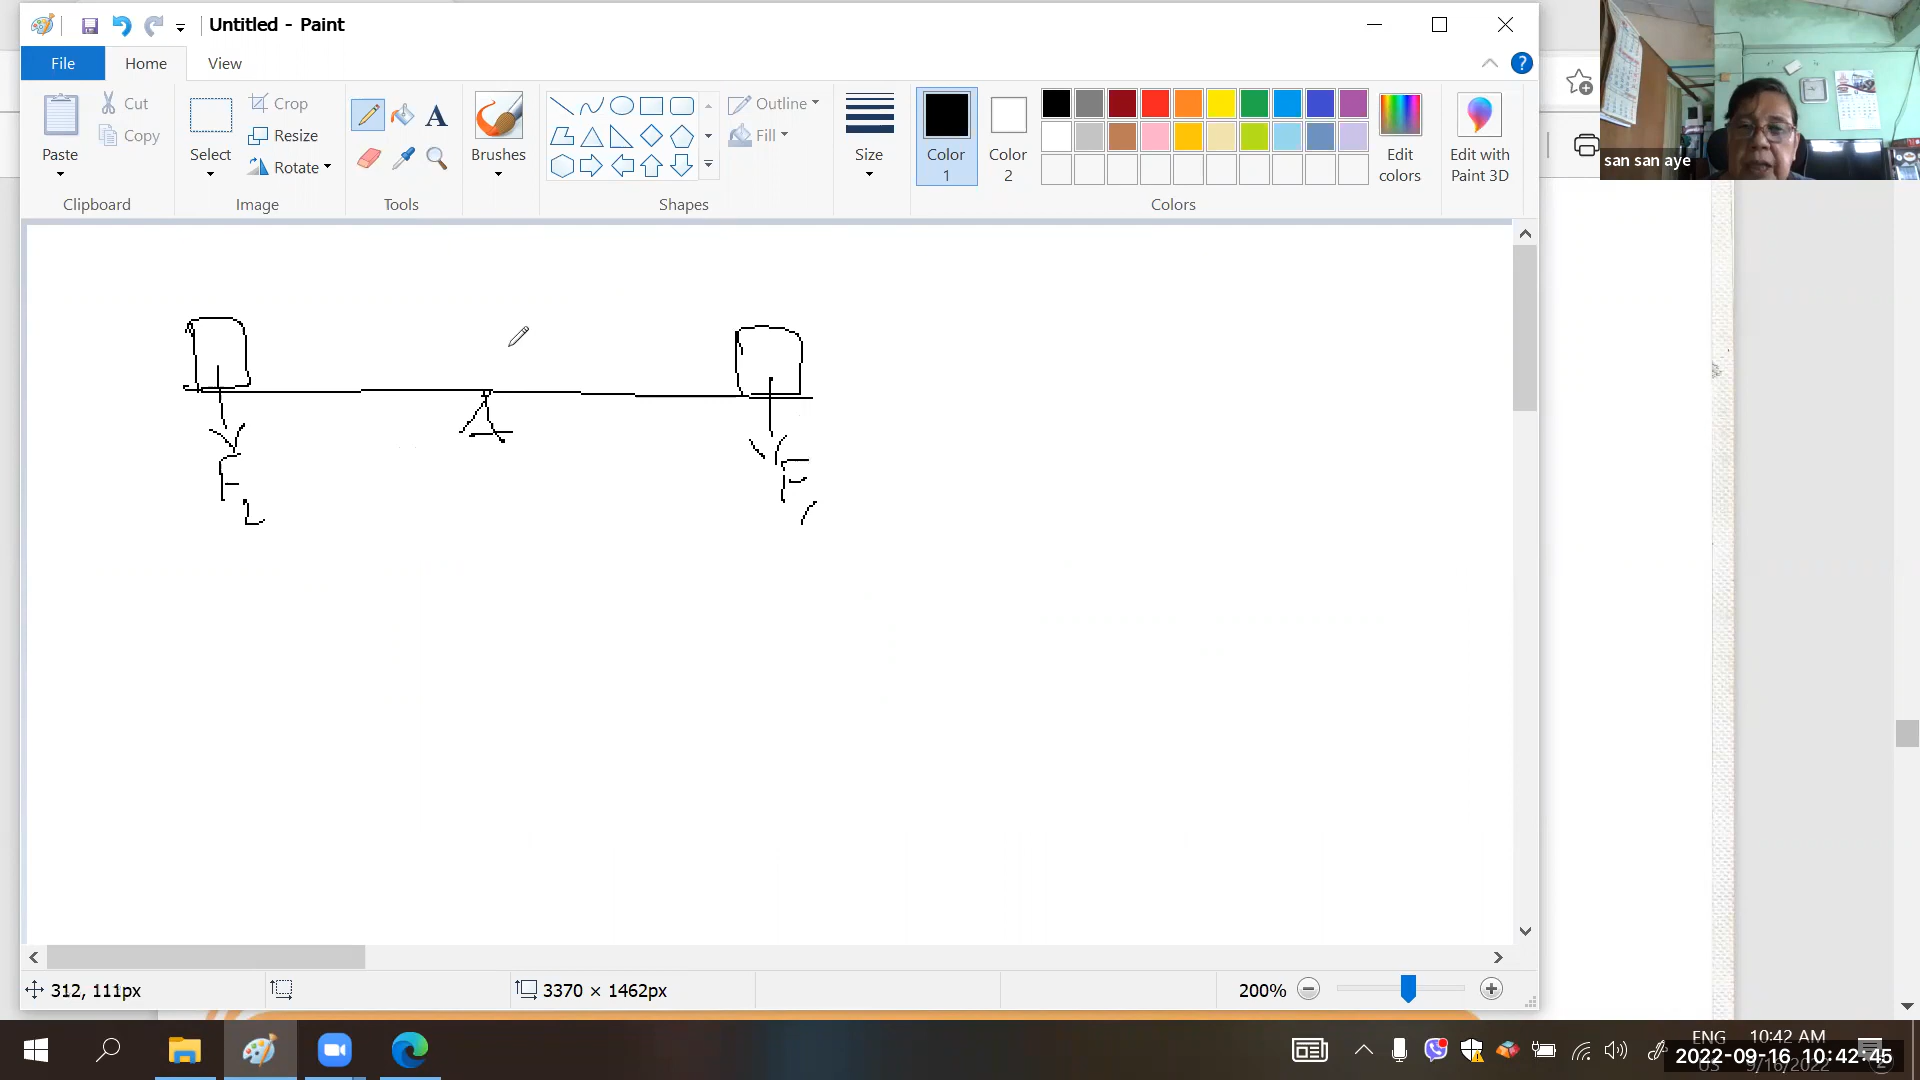 Untitled - Paint
File Home View
Paste Cut Copy Clipboard
Select Crop Resize Rotate Image
A Tools
Brushes
Shapes
Outline Fill
Size
Color 1 Color 2
Edit colors Colors
Edit with Paint 3D
san san aye
F2 F1
312, 111px
3370 × 1462px
200%
ENG 10:42 AM
2022-09-16 10:42:45